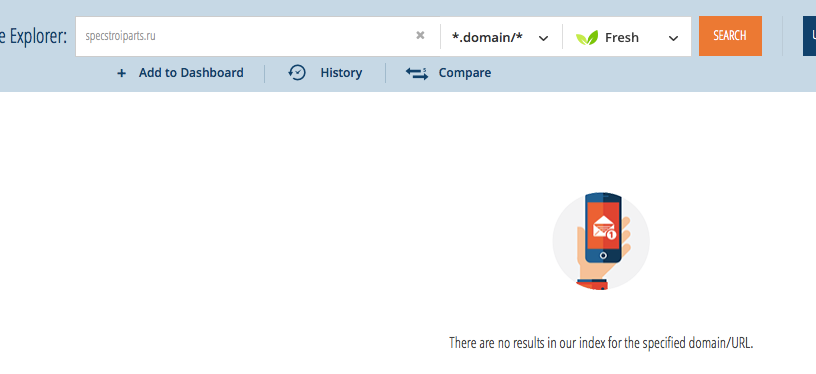 e Explorer:
specstroiparts.ru
*.domain/*
Fresh
SEARCH
+ Add to Dashboard
History
Compare
1
There are no results in our index for the specified domain/URL.